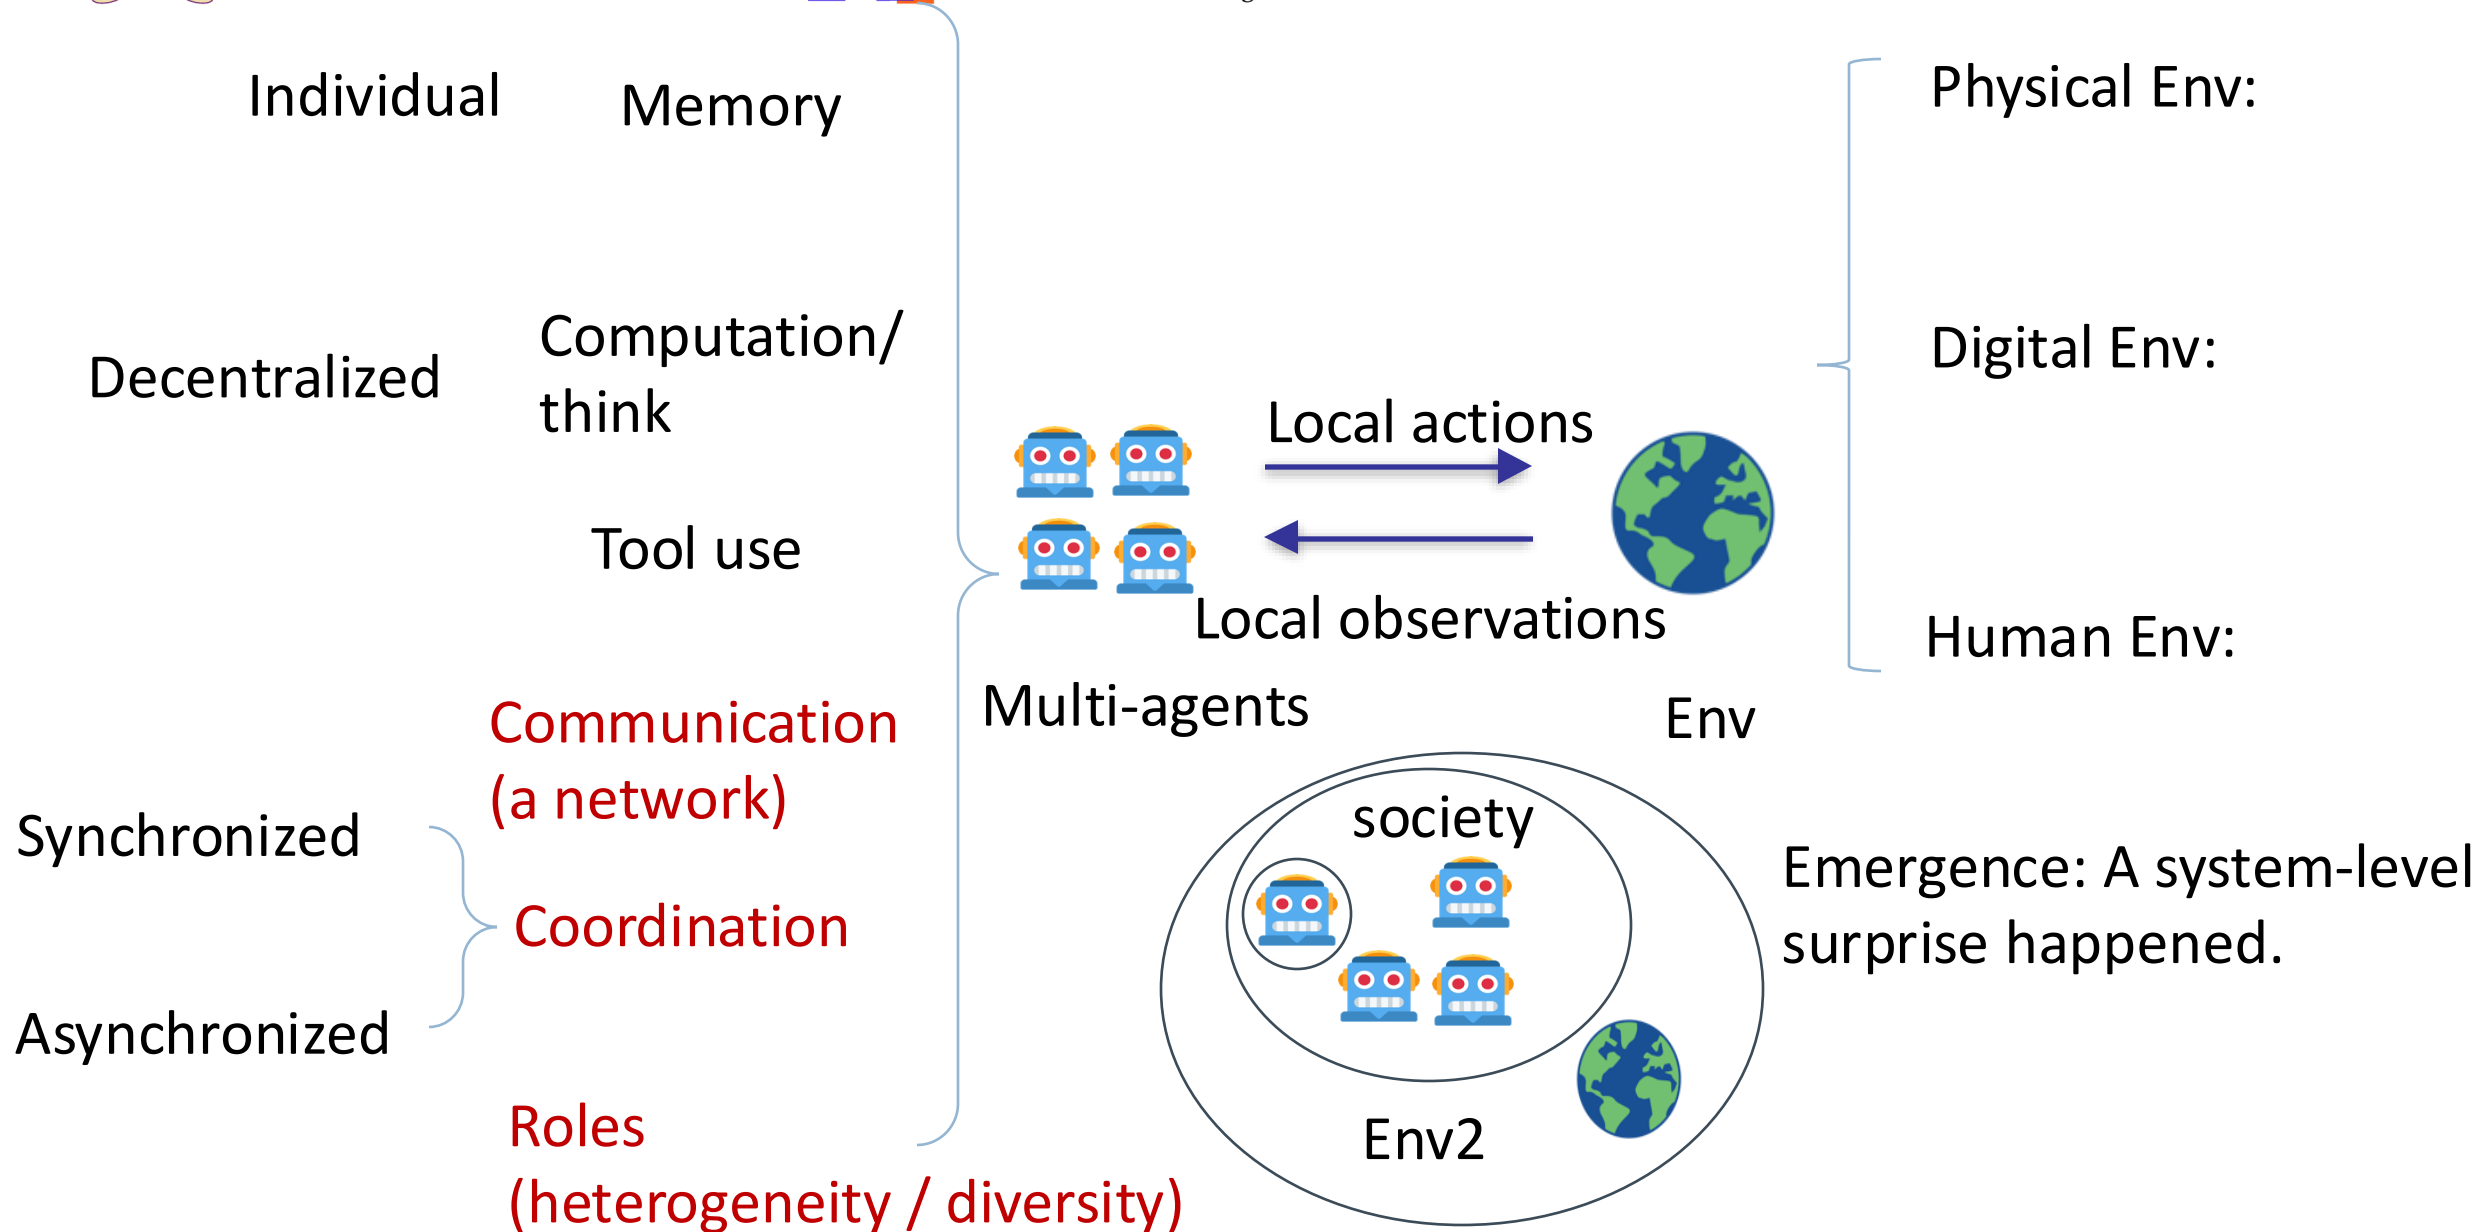 Individual
Memory
Physical Env:
Decentralized
Computation/
think
Digital Env:
Local actions
Tool use
Local observations
Human Env:
Multi-agents
Env
Communication
(a network)
Synchronized
society
Emergence: A system-level
surprise happened.
Coordination
Asynchronized
Roles
(heterogeneity / diversity)
Env2